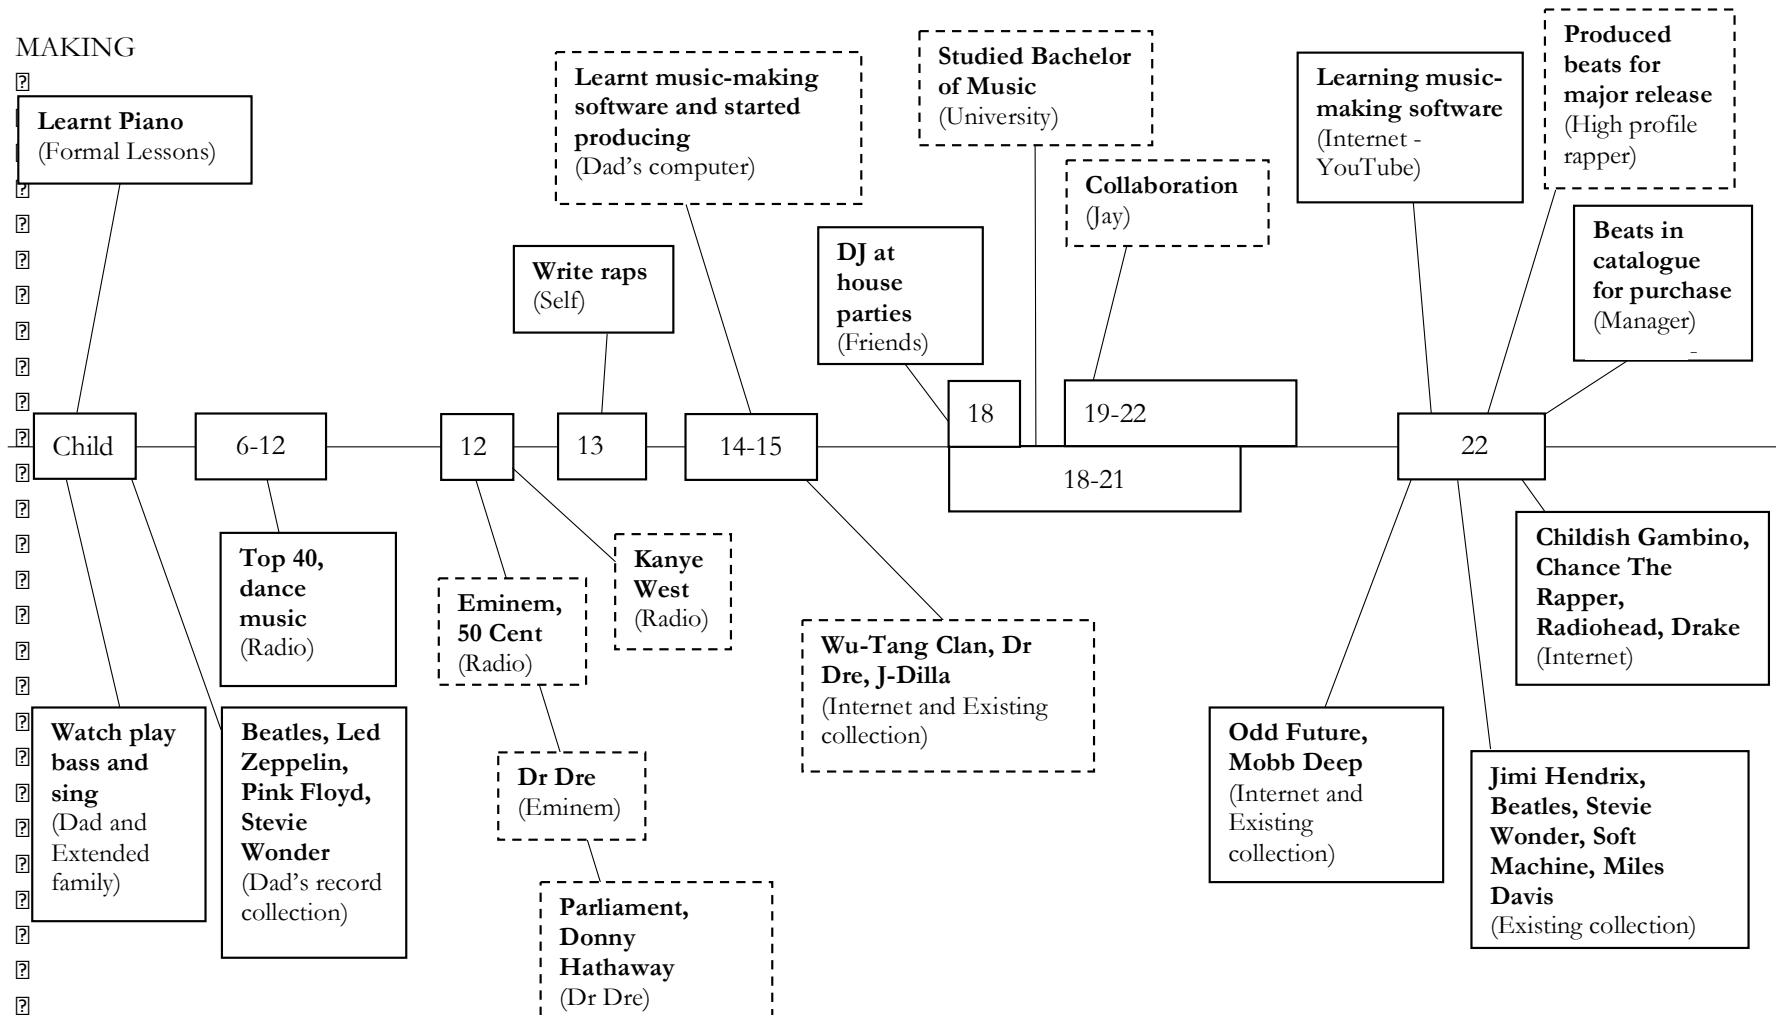 MAKING
Learnt Piano
(Formal Lessons)
Learnt music-making
software and started
producing
(Dad’s computer)
Studied Bachelor
of Music
(University)
Learning music-
making software
(Internet -
YouTube)
Produced
beats for
major release
(High profile
rapper)
Collaboration
(Jay)
Write raps
(Self)
DJ at
house
parties
(Friends)
Beats in
catalogue
for purchase
(Manager)
Child
6-12
12
13
14-15
18
19-22
18-21
22
Top 40,
dance
music
(Radio)
Eminem,
50 Cent
(Radio)
Kanye
West
(Radio)
Wu-Tang Clan, Dr
Dre, J-Dilla
(Internet and Existing
collection)
Childish Gambino,
Chance The
Rapper,
Radiohead, Drake
(Internet)
Watch play
bass and
sing
(Dad and
Extended
family)
Beatles, Led
Zeppelin,
Pink Floyd,
Stevie
Wonder
(Dad’s record
collection)
Dr Dre
(Eminem)
Parliament,
Donny
Hathaway
(Dr Dre)
Odd Future,
Mobb Deep
(Internet and
Existing
collection)
Jimi Hendrix,
Beatles, Stevie
Wonder, Soft
Machine, Miles
Davis
(Existing collection)